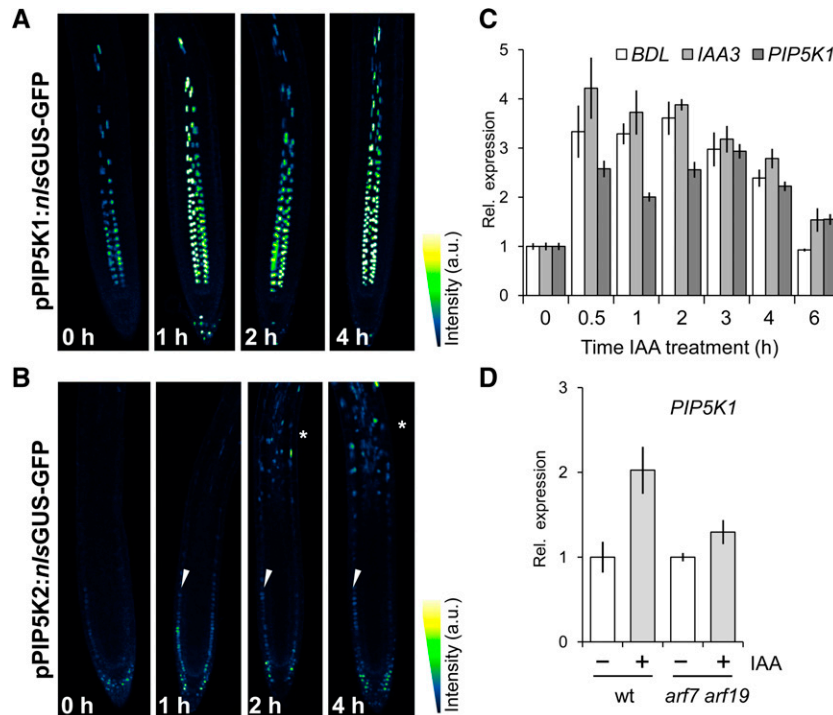 A
pPIP5K1:nlsGUS-GFP
0 h
1 h
2 h
4 h
Intensity (a.u.)
B
pPIP5K2:nlsGUS-GFP
0 h
1 h
2 h
*
4 h
*
Intensity (a.u.)
C
BDL IAA3 PIP5K1
Rel. expression
5
4
3
2
1
0
0 0.5 1 2 3 4 6
Time IAA treatment (h)
D
PIP5K1
Rel. expression
3
2
1
0
− + − + IAA
wt arf7 arf19